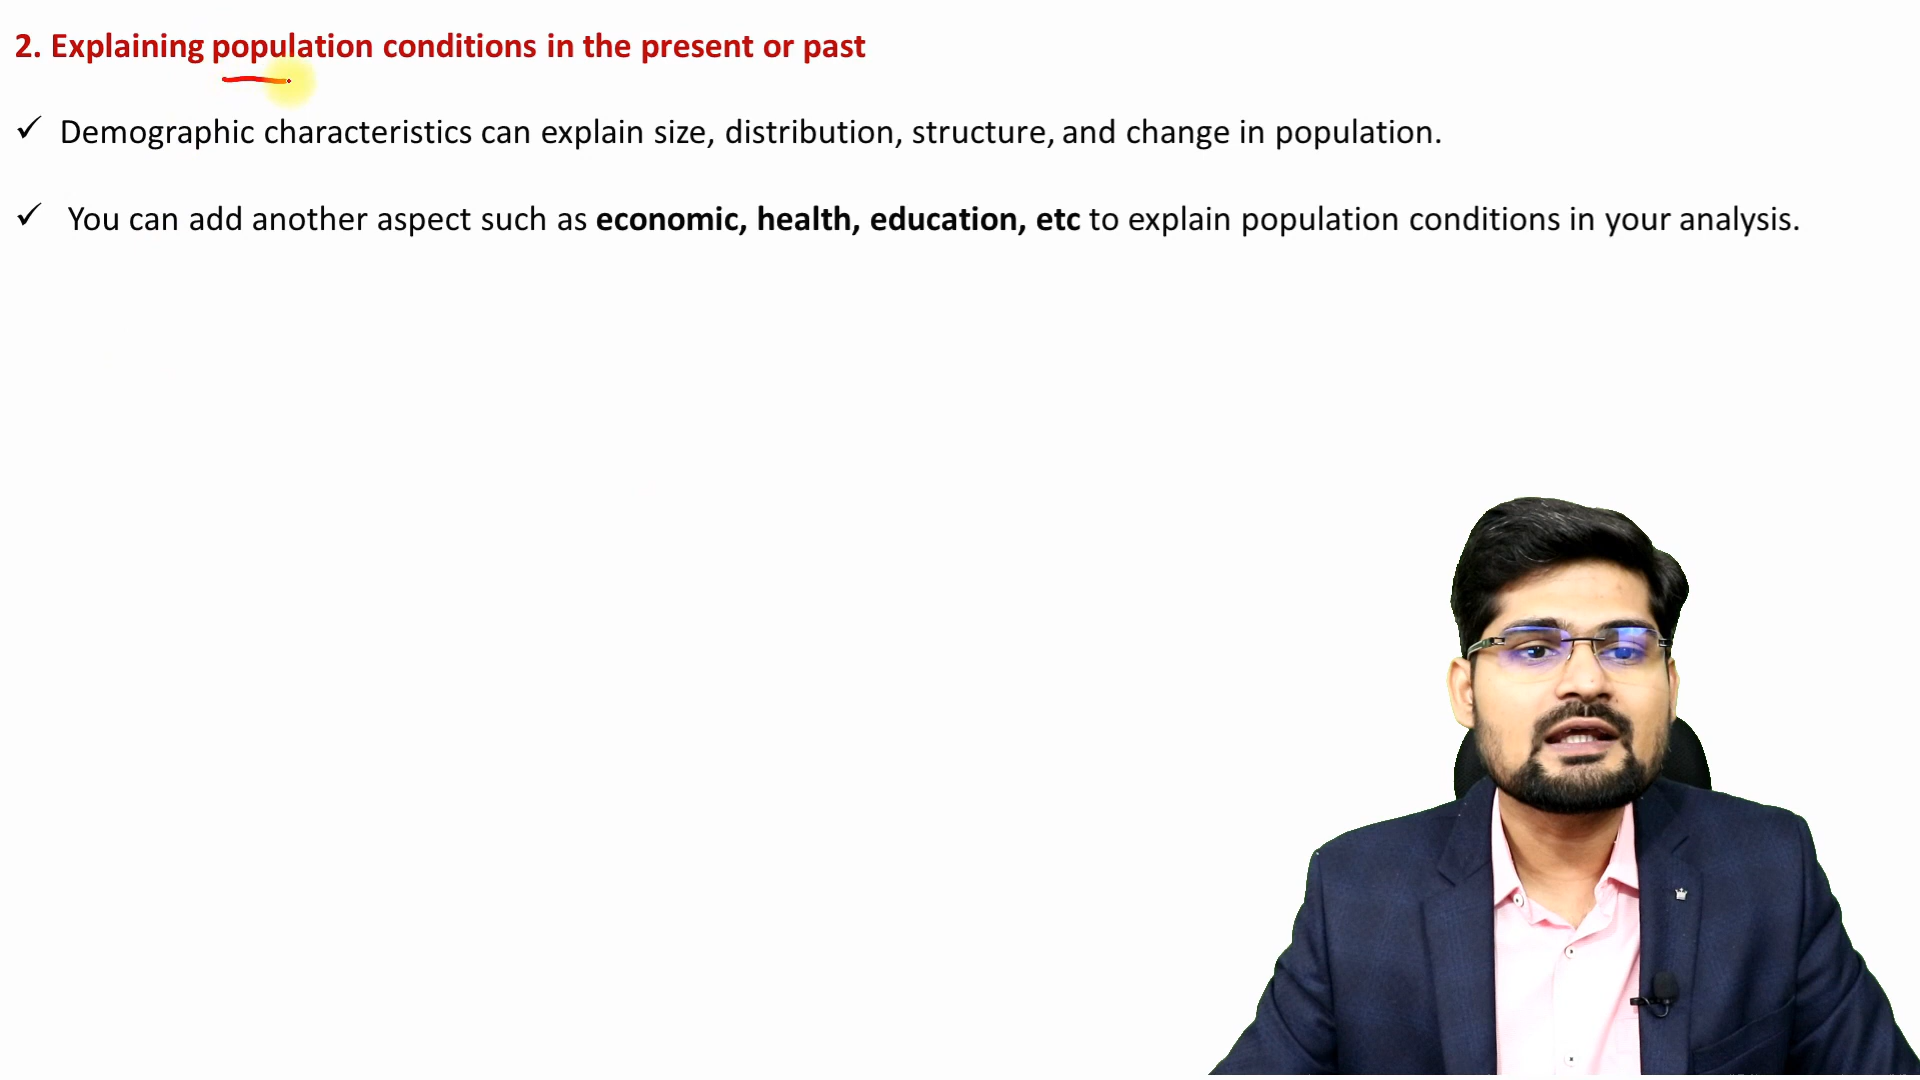 2. Explaining population conditions in the present or past
✓ Demographic characteristics can explain size, distribution, structure, and change in population.
✓ You can add another aspect such as economic, health, education, etc to explain population conditions in your analysis.